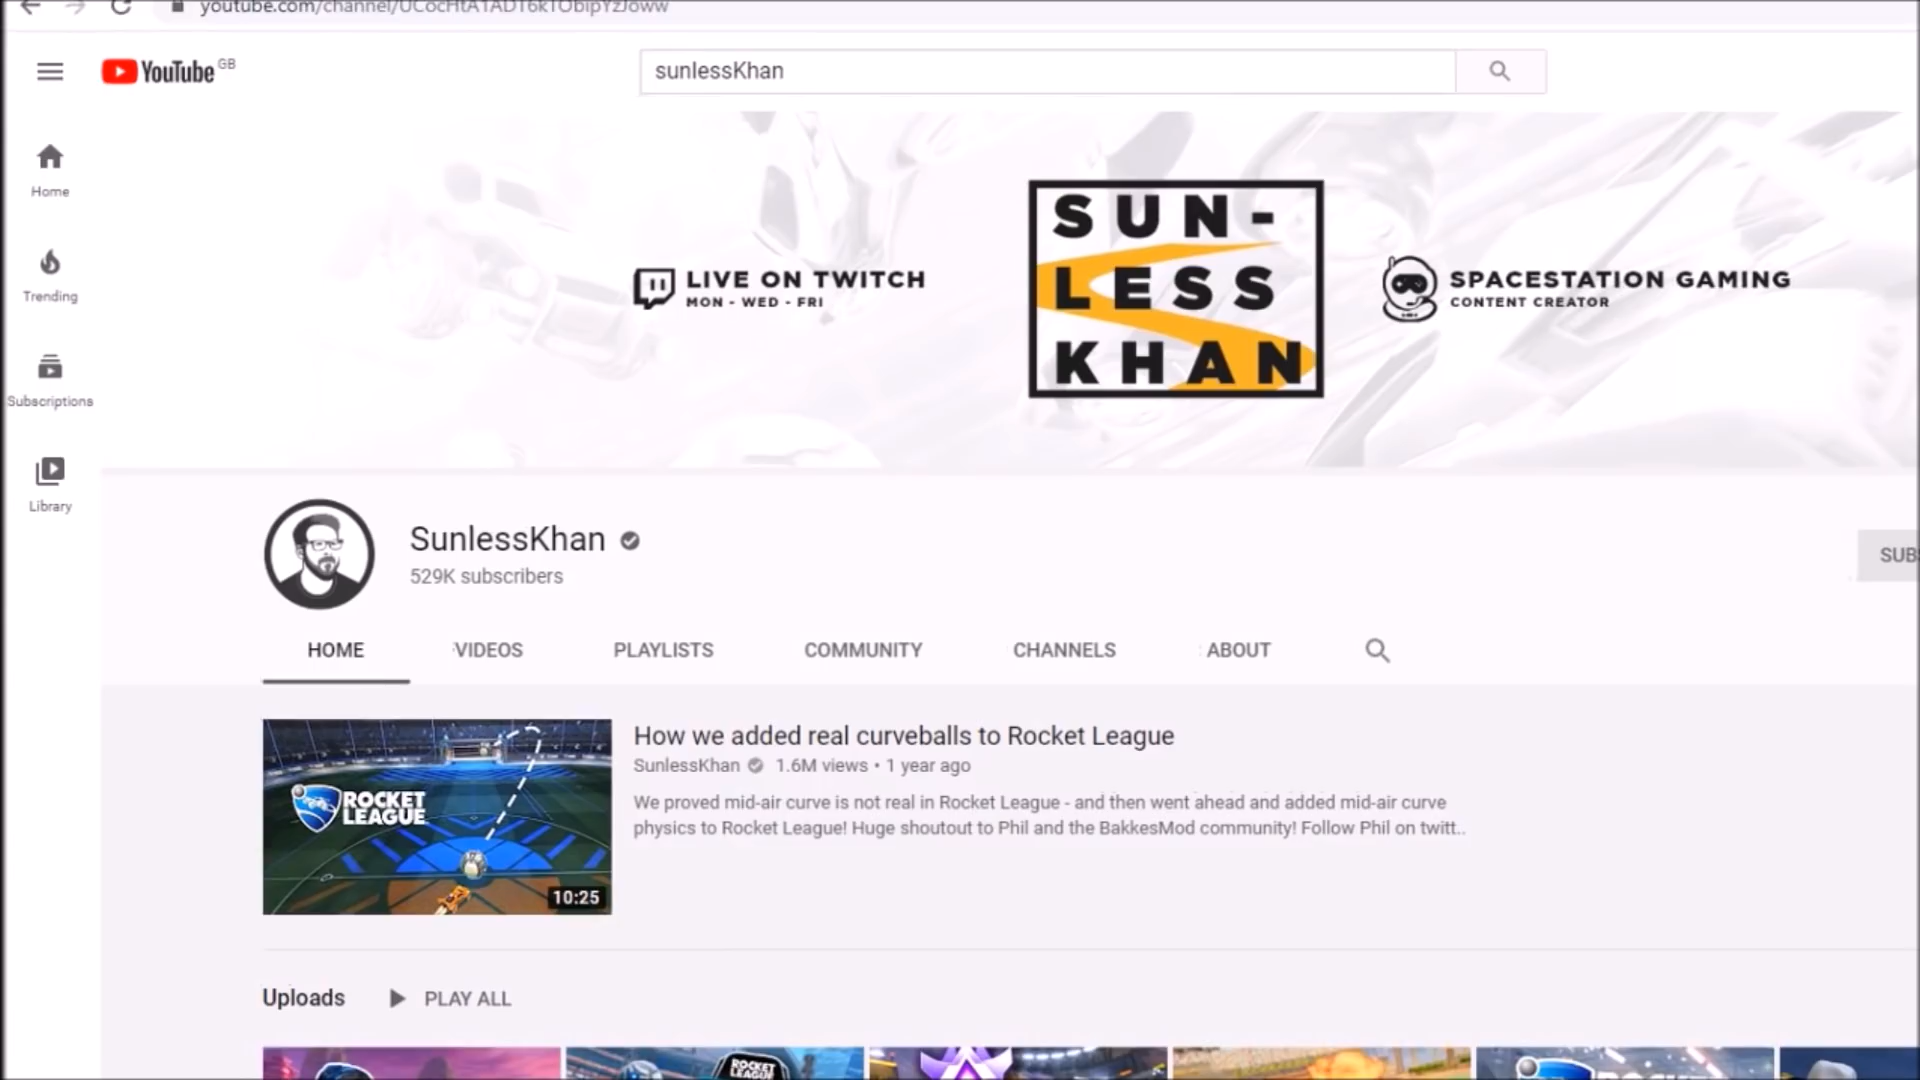 YouTube GB
sunlessKhan
Home
Trending
Subscriptions
Library
LIVE ON TWITCH
MON - WED - FRI
SUN-
LESS
KHAN
SPACESTATION GAMING
CONTENT CREATOR
SunlessKhan
529K subscribers
SUBS
HOME VIDEOS PLAYLISTS COMMUNITY CHANNELS ABOUT
ROCKET
LEAGUE
10:25
How we added real curveballs to Rocket League
SunlessKhan 1.6M views • 1 year ago
We proved mid-air curve is not real in Rocket League - and then went ahead and added mid-air curve
physics to Rocket League! Huge shoutout to Phil and the BakkesMod community! Follow Phil on twitt..
Uploads PLAY ALL
ROCKET
LEAGUE